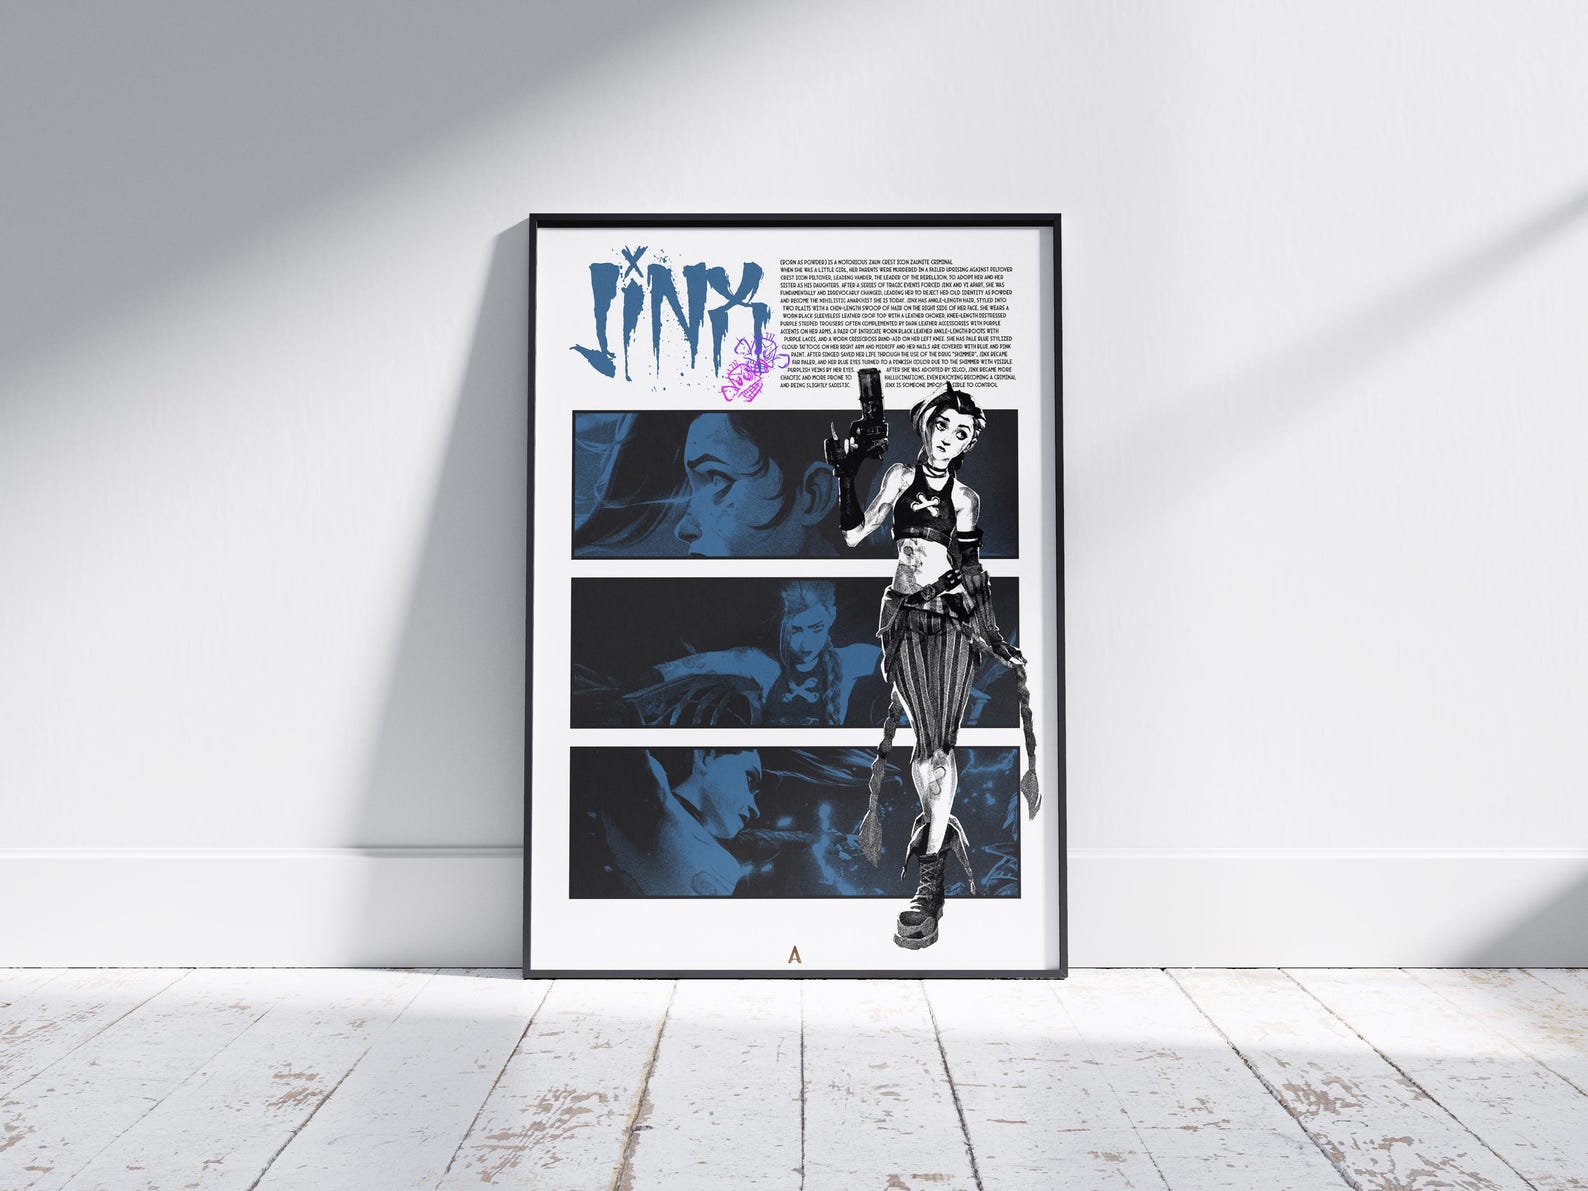 JINX
(BORN AS POWDER) IS A NOTORIOUS ZAUN CREST ICON ZAUNITE CRIMINAL
WHEN SHE WAS A LITTLE GIRL, HER PARENTS WERE MURDERED IN A FAILED UPRISING AGAINST PILTOVER
CREST ICON PILTOVER, LEADING VANDER, THE LEADER OF THE REBELLION, TO ADOPT HER AND HER
SISTER AS HIS DAUGHTERS. AFTER A SERIES OF TRAGIC EVENTS FORCED JINX AND VI APART, SHE WAS
FUNDAMENTALLY AND IRREVOCABLY CHANGED, LEADING HER TO REJECT HER OLD IDENTITY AS POWDER
AND BECOME THE NIHILISTIC ANARCHIST SHE IS TODAY. JINX HAS ANKLE-LENGTH HAIR, STYLED INTO
TWO PLAITS WITH A CHIN-LENGTH SWOOP OF HAIR ON THE RIGHT SIDE OF HER FACE. SHE WEARS A
WORN BLACK SLEEVELESS LEATHER CROP TOP WITH A LEATHER CHOKER, KNEE-LENGTH DISTRESSED
PURPLE STRIPED TROUSERS OFTEN COMPLEMENTED BY DARK LEATHER ACCESSORIES WITH PURPLE
ACCENTS ON HER ARMS, A PAIR OF INTRICATE WORN BLACK LEATHER ANKLE-LENGTH BOOTS WITH
PURPLE LACES, AND A WORN CRISSCROSS BAND-AID ON HER LEFT KNEE. SHE HAS PALE BLUE STYLIZED
CLOUD TATTOOS ON HER RIGHT ARM AND MIDRIFF AND HER NAILS ARE COVERED WITH BLUE AND PINK
PAINT. AFTER SINGED SAVED HER LIFE THROUGH THE USE OF THE DRUG "SHIMMER", JINX BECAME
FAR PALER, AND HER BLUE EYES TURNED TO A PINKISH COLOR DUE TO THE SHIMMER WITH VISIBLE
PURPLISH VEINS BY HER EYES. AFTER SHE WAS ADOPTED BY SILCO, JINX BECAME MORE
CHAOTIC AND MORE PRONE TO HALLUCINATIONS, EVEN ENJOYING BECOMING A CRIMINAL
AND BEING SLIGHTLY SADISTIC. JINX IS SOMEONE IMPOSSIBLE TO CONTROL
A